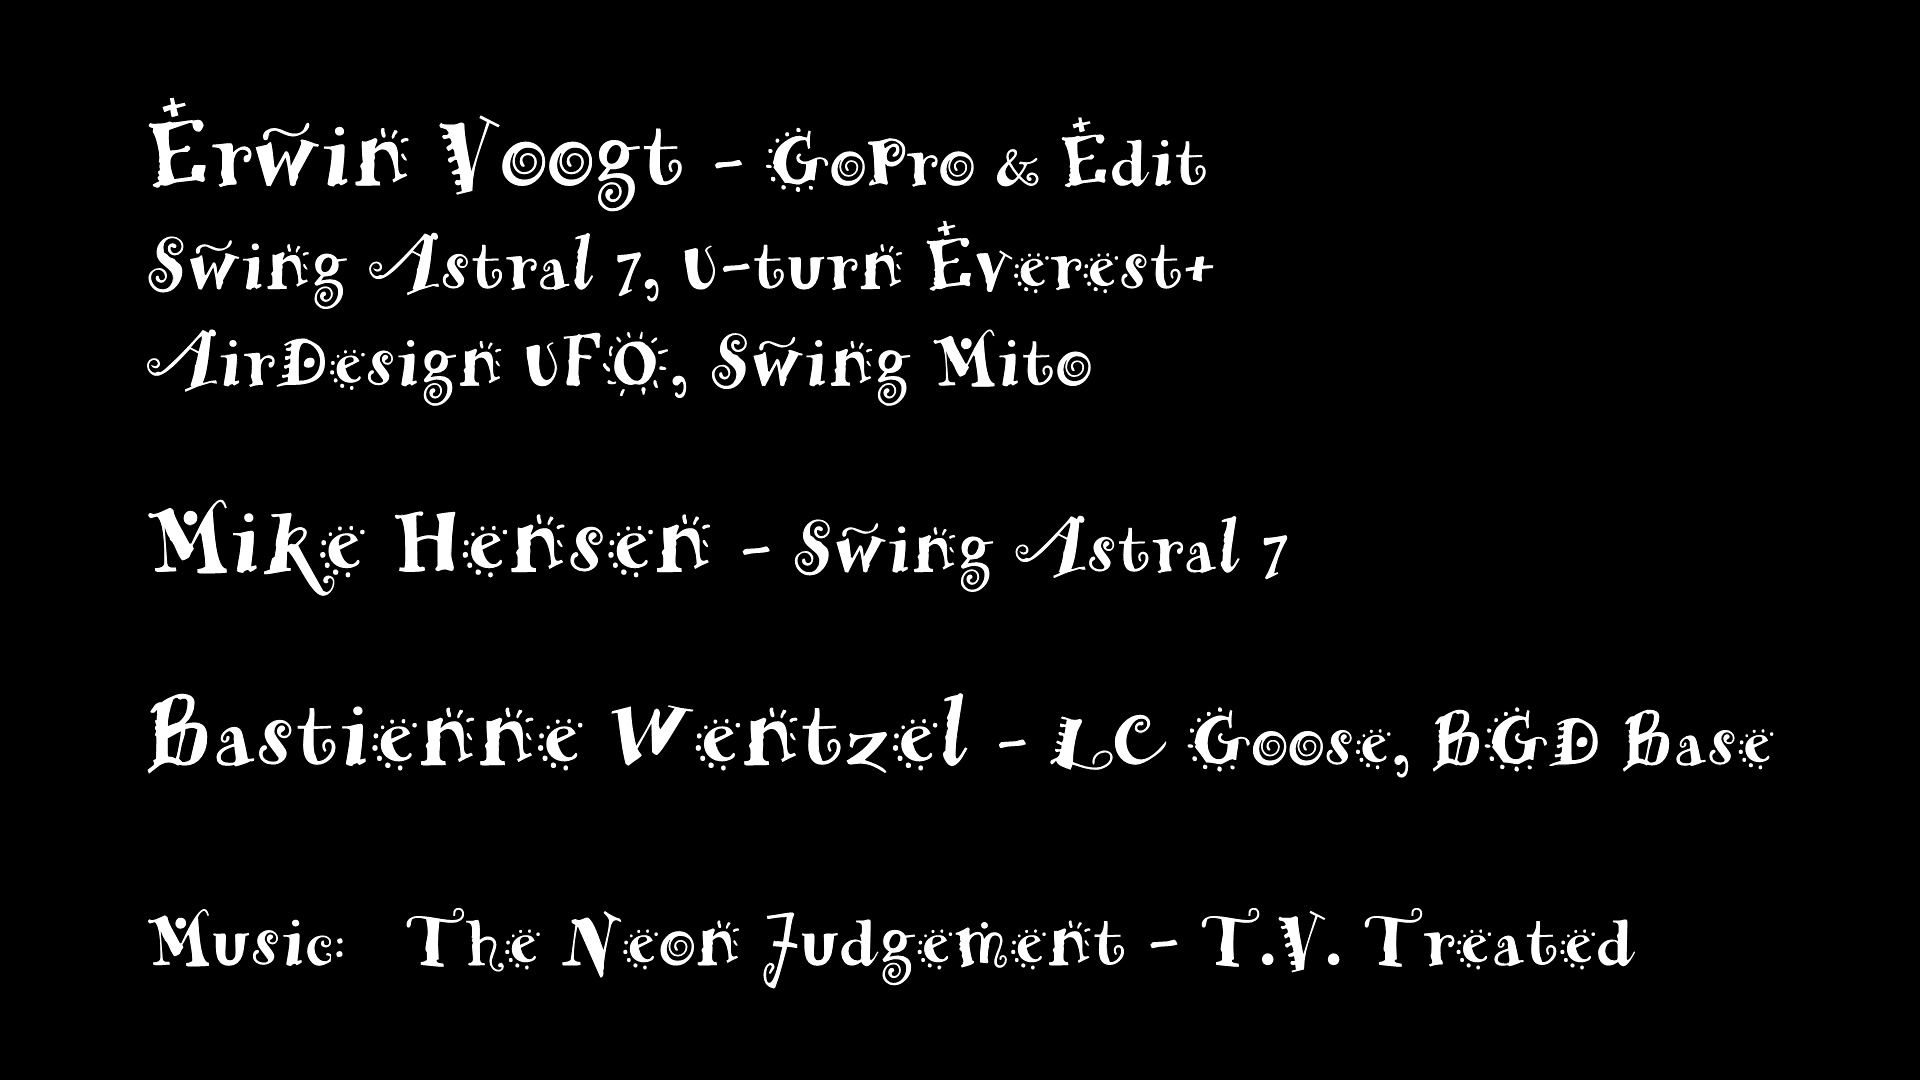 Erwin Voogt - GoPro & Edit
Swing Astral 7, U-turn Everest+
AirDesign UFO, Swing Mito
Mike Hensen - Swing Astral 7
Bastienne Wentzel - LC Goose, BGD Base
Music: The Neon Judgement - T.V. Treated